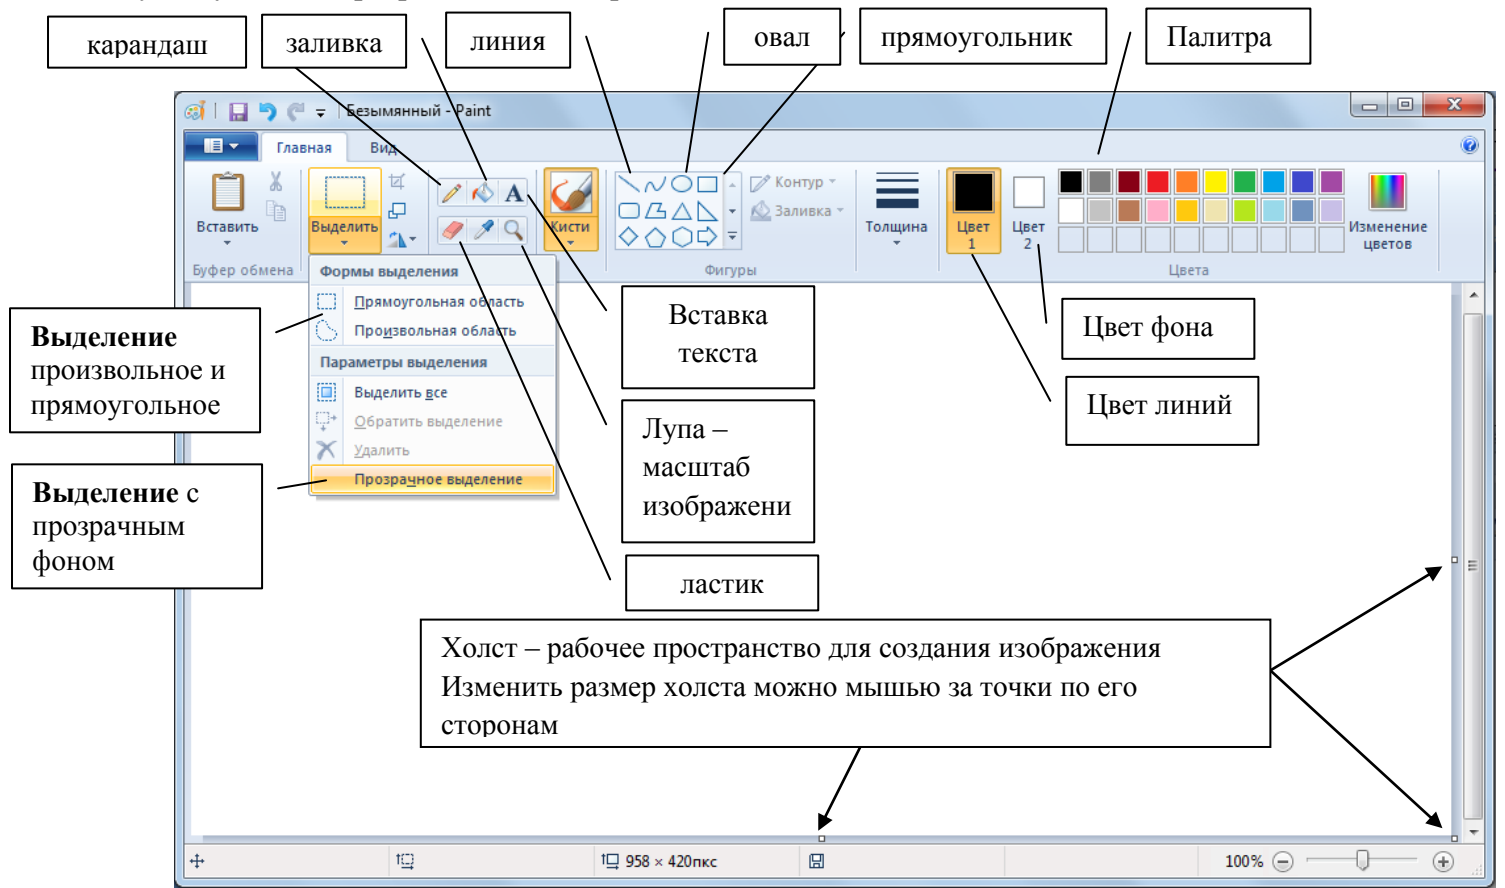 карандаш
заливка
линия
овал
прямоугольник
Палитра
Безымянный - Paint
Главная
Вид
Вставить
Выделить
A
Кисти
Контур
Заливка
Толщина
Цвет
1
Цвет
2
Изменение
цветов
Буфер обмена
Фигуры
Цвета
Формы выделения
Прямоугольная область
Произвольная область
Параметры выделения
Выделить все
Обратить выделение
Удалить
Прозрачное выделение
Выделение
произвольное и
прямоугольное
Выделение с
прозрачным
фоном
Вставка
текста
Цвет фона
Цвет линий
Лупа –
масштаб
изображени
ластик
Холст – рабочее пространство для создания изображения
Изменить размер холста можно мышью за точки по его
сторонам
958 × 420пкс
100%